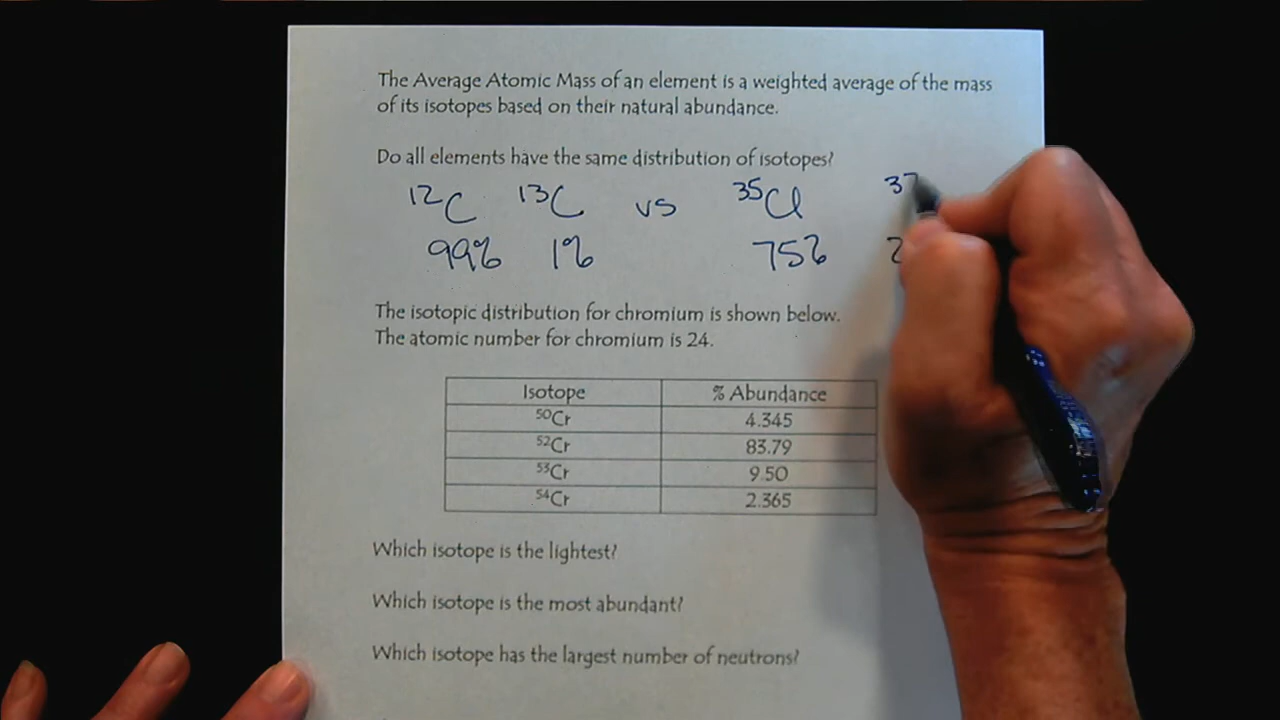 The Average Atomic Mass of an element is a weighted average of the mass
of its isotopes based on their natural abundance.
Do all elements have the same distribution of isotopes?
12C 13C vs 35Cl 37
99% 1% 75% 2
The isotopic distribution for chromium is shown below.
The atomic number for chromium is 24.
Isotope % Abundance
50Cr 4.345
52Cr 83.79
53Cr 9.50
54Cr 2.365
Which isotope is the lightest?
Which isotope is the most abundant?
Which isotope has the largest number of neutrons?